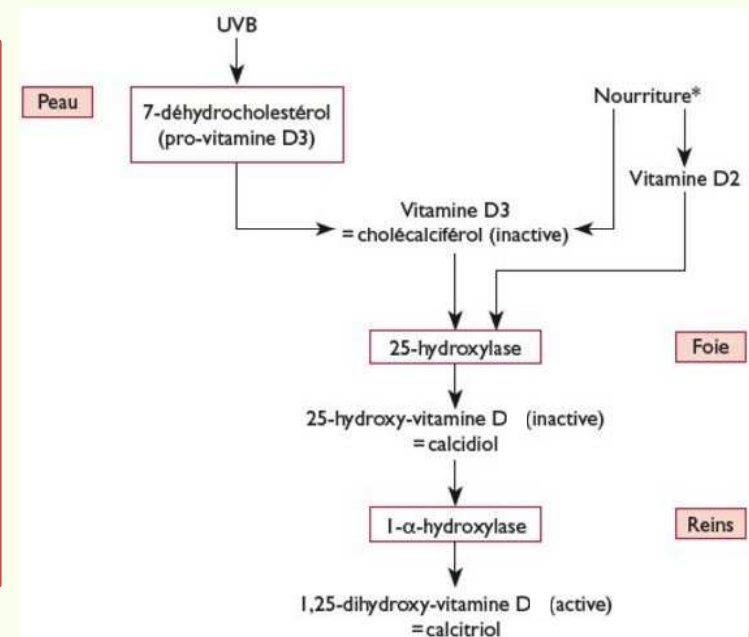 UVB
Peau
7-déhydrocholestérol
(pro-vitamine D3)
Nourriture*
Vitamine D2
Vitamine D3
= cholécalciférol (inactive)
25-hydroxylase
Foie
25-hydroxy-vitamine D (inactive)
= calcidiol
1-α-hydroxylase
Reins
1,25-dihydroxy-vitamine D (active)
= calcitriol